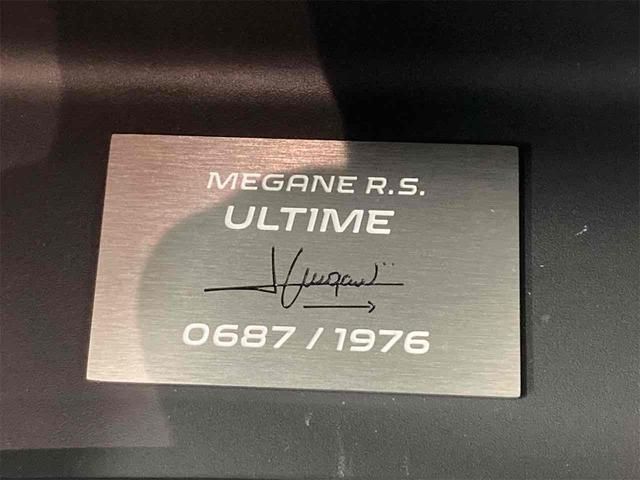 MEGANE R.S.
ULTIME
0687 / 1976